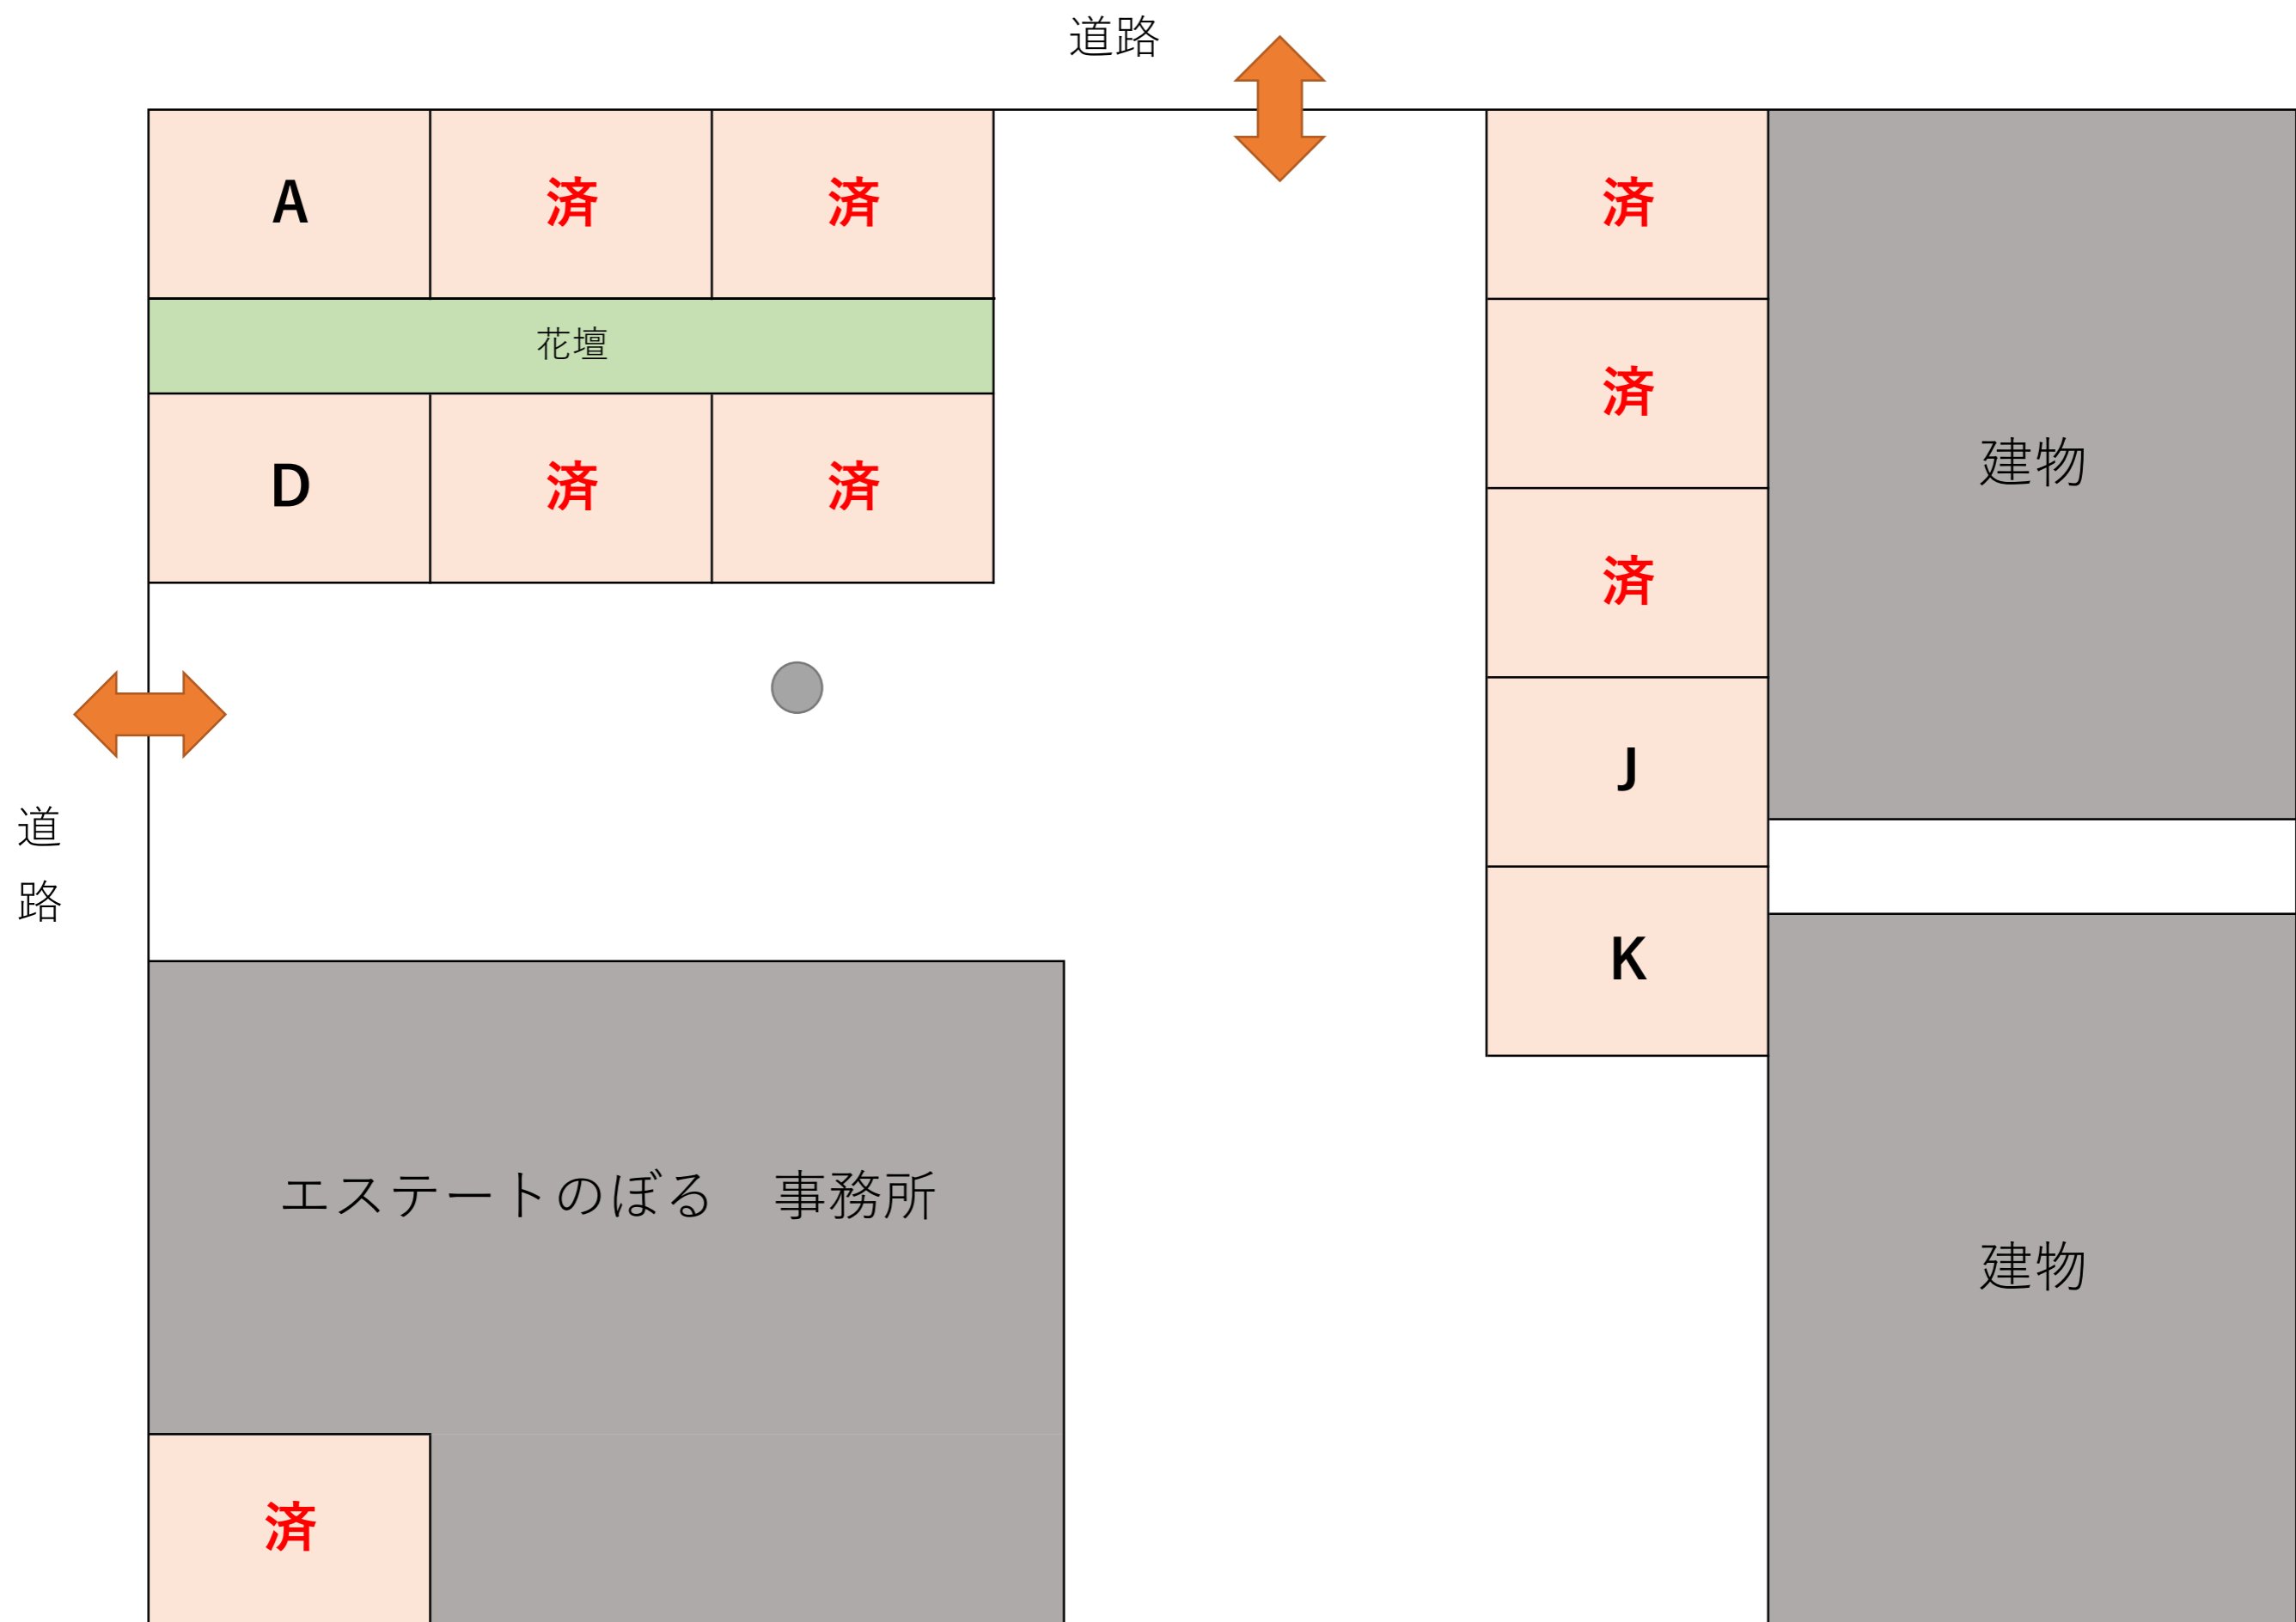 道路
A 済 済 済
花壇
済
D 済 済
建物
済
J
道路
K
エステートのぼる　事務所
建物
済